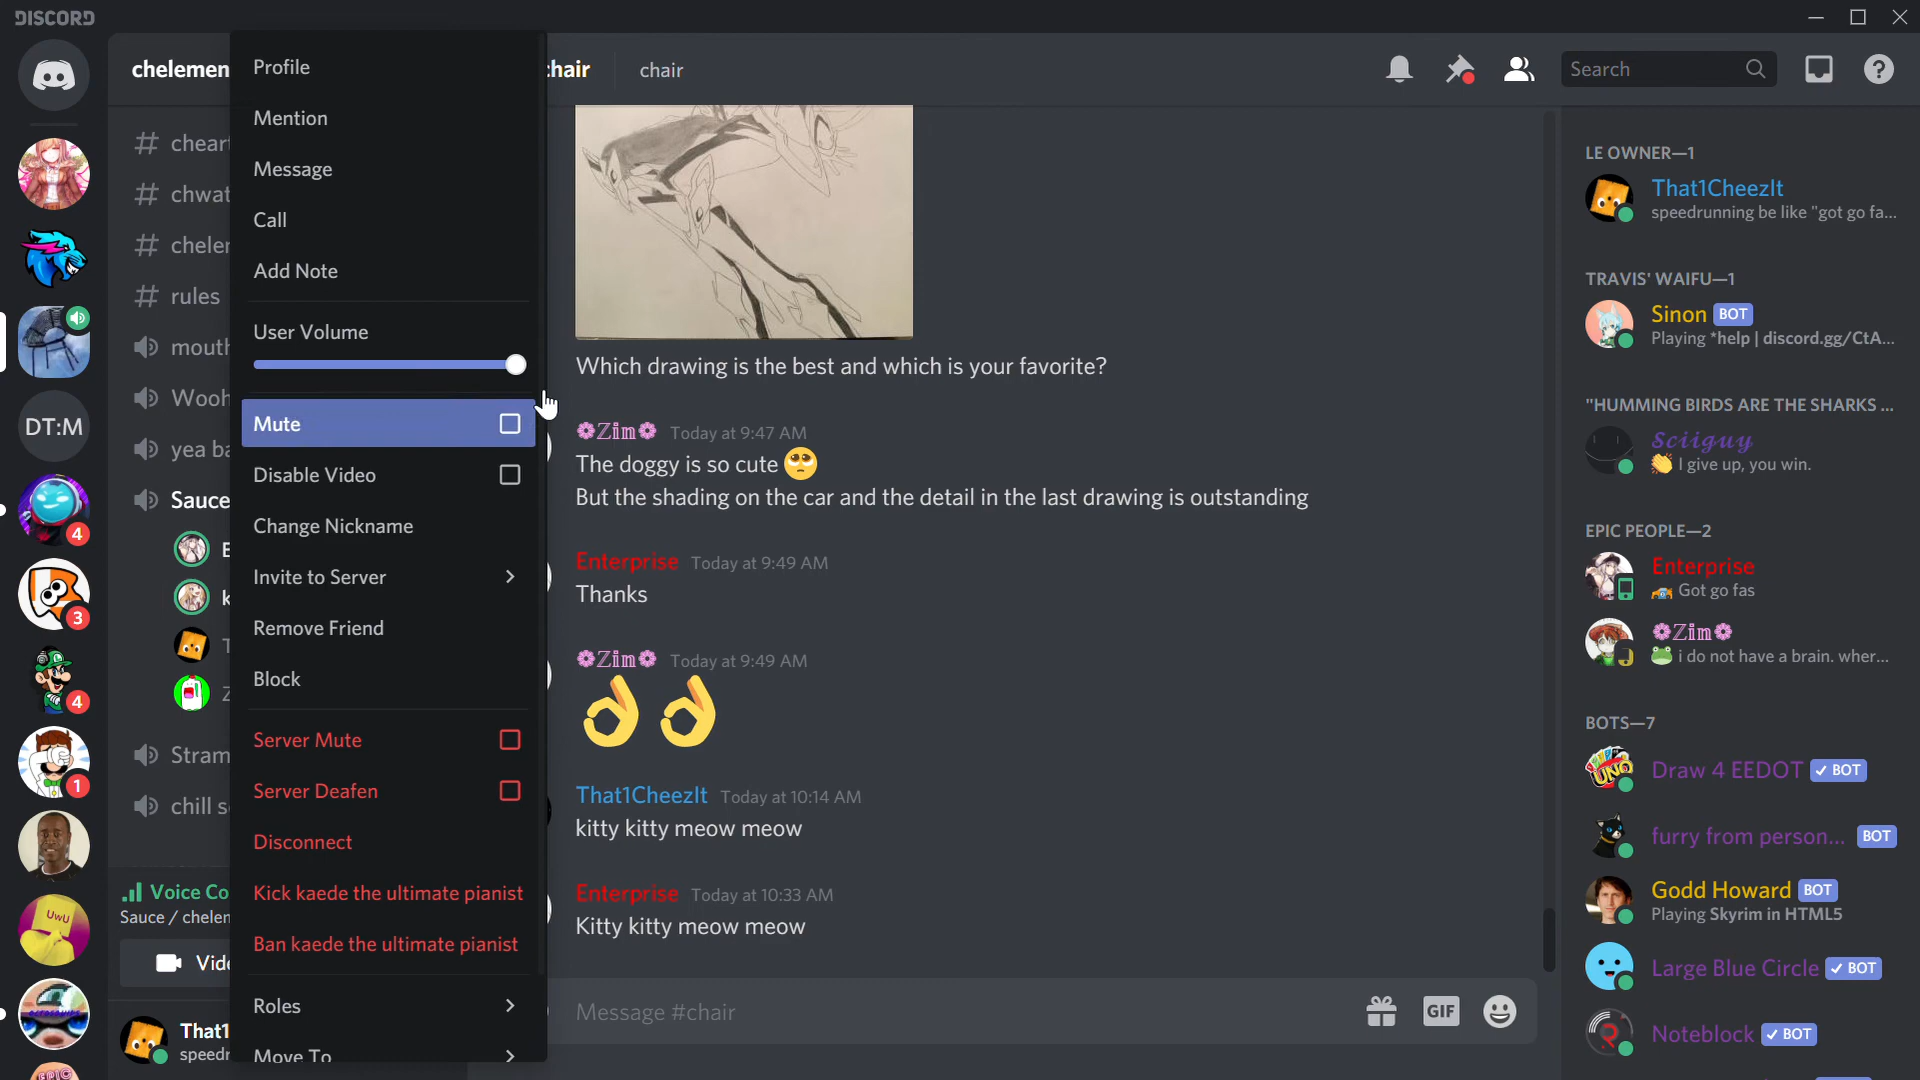 DISCORD
chelemen
chair
chair
Search
# chear
# chwat
# cheler
# rules
mouth
Wooh
yea ba
Sauce
E
k
T
Z
Stram
chill s
Voice Co
Sauce / chelen
Vide
That1
speedr
DT:M
4
3
4
1
UwU
EPIC
Profile
Mention
Message
Call
Add Note
User Volume
Mute
Disable Video
Change Nickname
Invite to Server
Remove Friend
Block
Server Mute
Server Deafen
Disconnect
Kick kaede the ultimate pianist
Ban kaede the ultimate pianist
Roles
Move To
Which drawing is the best and which is your favorite?
❁ℤ𝕚𝕞❁ Today at 9:47 AM
The doggy is so cute 🥺
But the shading on the car and the detail in the last drawing is outstanding
Enterprise Today at 9:49 AM
Thanks
❁ℤ𝕚𝕞❁ Today at 9:49 AM
👌 👌
That1CheezIt Today at 10:14 AM
kitty kitty meow meow
Enterprise Today at 10:33 AM
Kitty kitty meow meow
Message #chair
GIF
LE OWNER—1
That1CheezIt
speedrunning be like "got go fa...
TRAVIS' WAIFU—1
Sinon BOT
Playing *help | discord.gg/CtA...
"HUMMING BIRDS ARE THE SHARKS ...
𝓢𝓬𝓲𝓲𝓰𝓾𝔂
👏 I give up, you win.
EPIC PEOPLE—2
Enterprise
Got go fas
❁ℤ𝕚𝕞❁
🐸 i do not have a brain. wher...
BOTS—7
UNO
Draw 4 EEDOT ✓ BOT
furry from person... BOT
Godd Howard BOT
Playing Skyrim in HTML5
Large Blue Circle ✓ BOT
Noteblock ✓ BOT